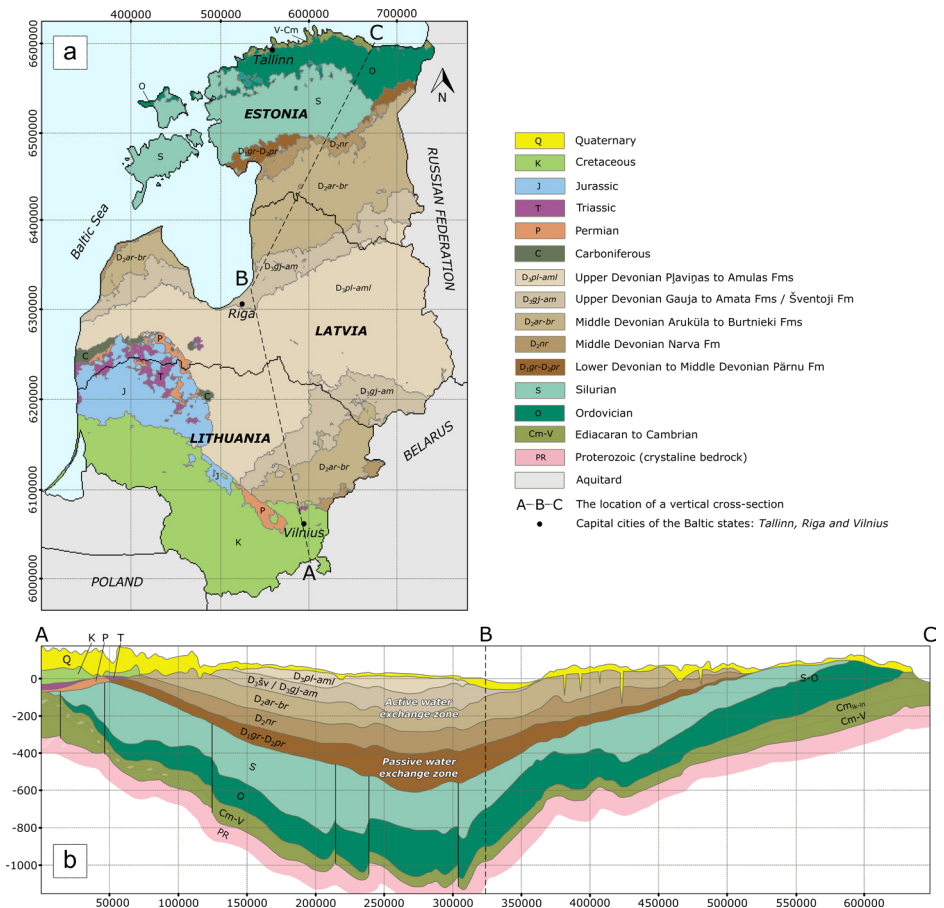 400000 500000 600000 700000
a
C
V-Cm
Tallinn
O
O
N
S
ESTONIA
6600000
6500000
6400000
6300000
6200000
6100000
6000000
D₁gr-D₂pr
D₂nr
S
D₂ar-br
RUSSIAN FEDERATION
Baltic Sea
D₂ar-br
B
D₃gj-am
D₃pl-aml
Riga
LATVIA
C
P
T
J
C
D₃gj-am
LITHUANIA
BELARUS
D₂ar-br
J
P
Vilnius
K
A
POLAND
Q Quaternary
K Cretaceous
J Jurassic
T Triassic
P Permian
C Carboniferous
D₃pl-aml Upper Devonian Pļaviņas to Amulas Fms
D₃gj-am Upper Devonian Gauja to Amata Fms / Šventoji Fm
D₂ar-br Middle Devonian Aruküla to Burtnieki Fms
D₂nr Middle Devonian Narva Fm
D₁gr-D₂pr Lower Devonian to Middle Devonian Pärnu Fm
S Silurian
O Ordovician
Cm-V Ediacaran to Cambrian
PR Proterozoic (crystaline bedrock)
Aquitard
A-B-C The location of a vertical cross-section
Capital cities of the Baltic states: Tallinn, Riga and Vilnius
A B C
K P T
Q
D₃pl-aml
D₃šv / D₃gj-am
D₂ar-br
Active water
exchange zone
D₂nr
D₁gr-D₂pr
Passive water
exchange zone
S
O
Cm-V
PR
S-O
Cm-V
0
-200
-400
-600
-800
-1000
b
50000 100000 150000 200000 250000 300000 350000 400000 450000 500000 550000 600000